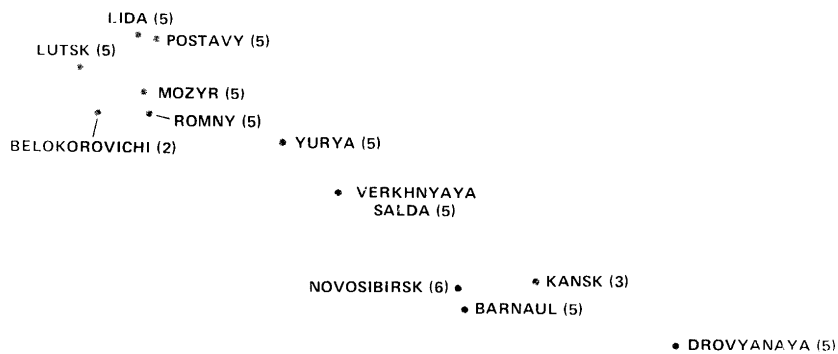 LIDA (5)
POSTAVY (5)
LUTSK (5)
MOZYR (5)
ROMNY (5)
BELOKOROVICHI (2)
YURYA (5)
VERKHNYAYA
SALDA (5)
NOVOSIBIRSK (6)
KANSK (3)
BARNAUL (5)
DROVYANAYA (5)